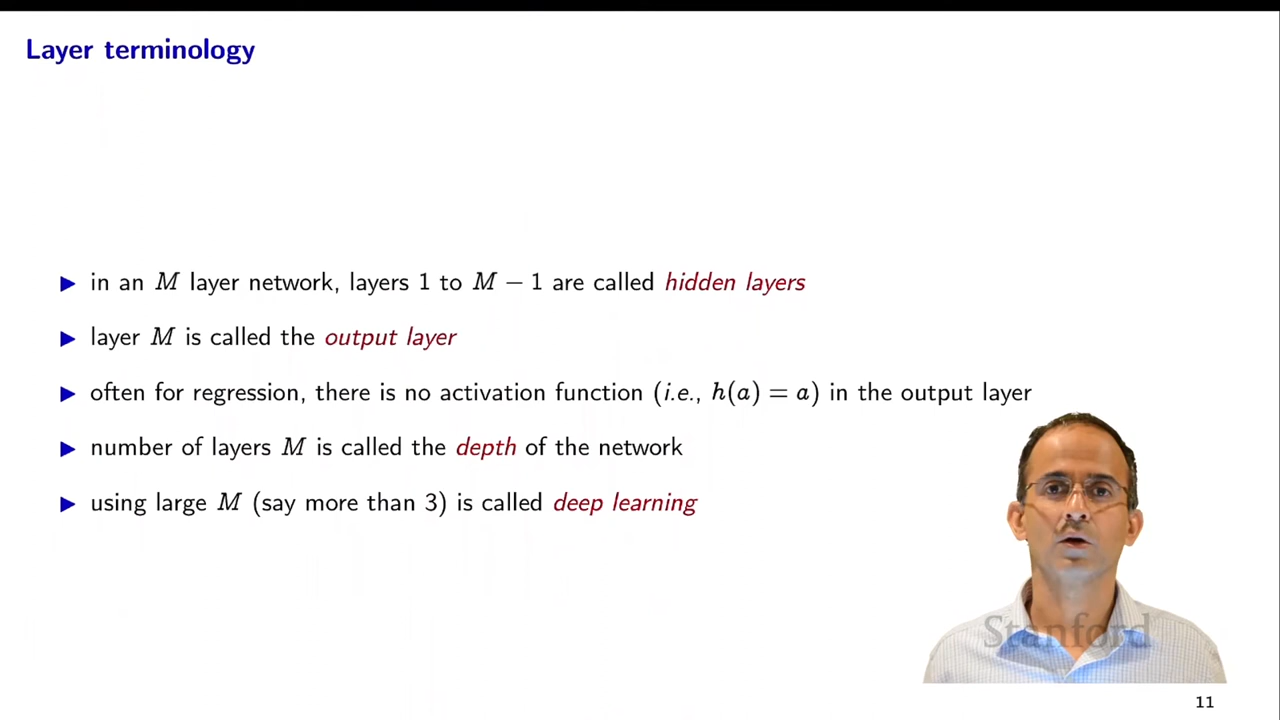 Layer terminology
▶ in an M layer network, layers 1 to M − 1 are called hidden layers
▶ layer M is called the output layer
▶ often for regression, there is no activation function (i.e., h(a) = a) in the output layer
▶ number of layers M is called the depth of the network
▶ using large M (say more than 3) is called deep learning
Stanford
11